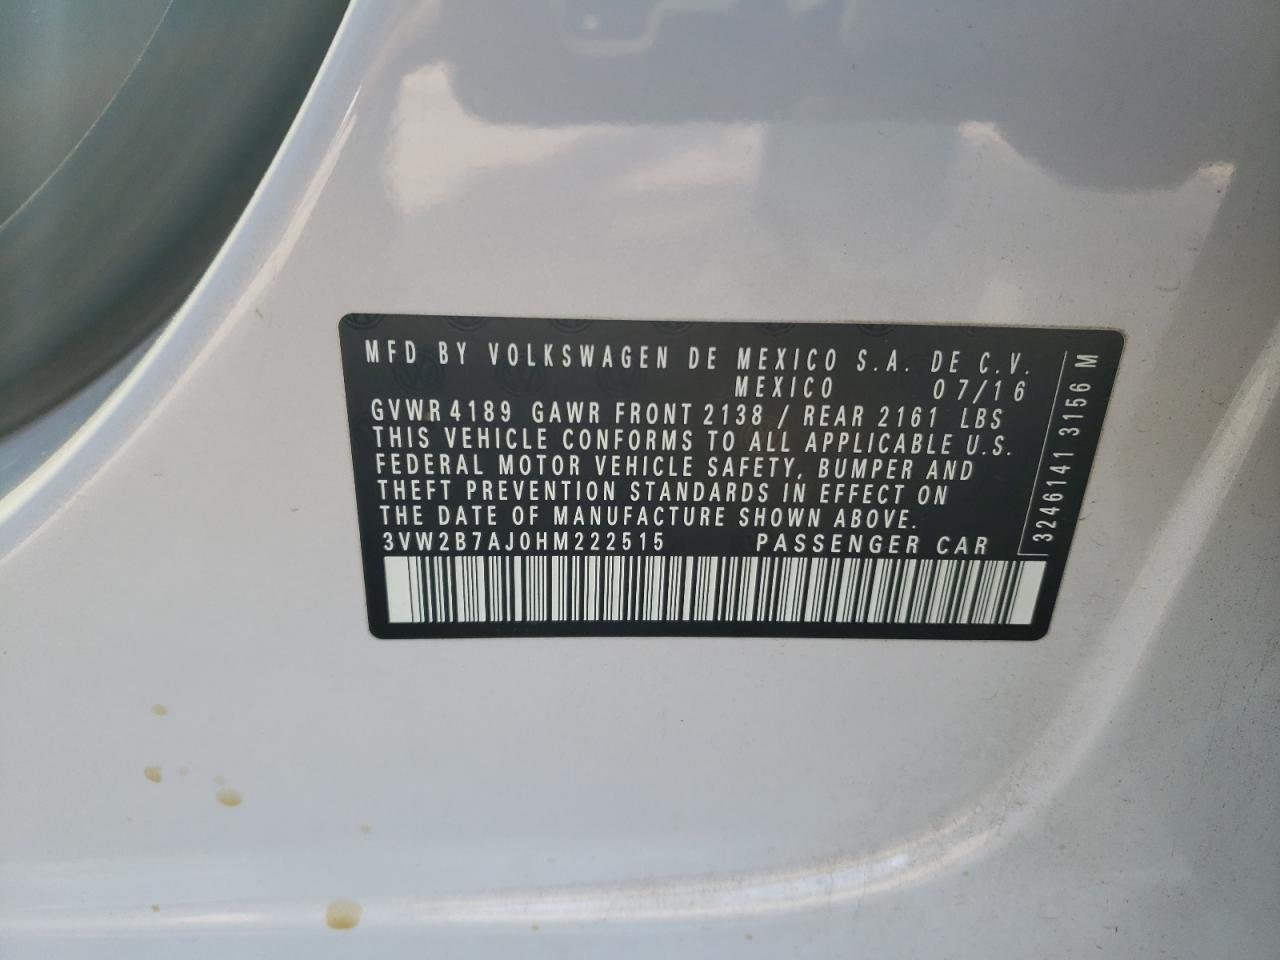 MFD BY VOLKSWAGEN DE MEXICO S.A. DE C.V.
MEXICO 07/16
GVWR 4189 GAWR FRONT 2138 / REAR 2161 LBS
THIS VEHICLE CONFORMS TO ALL APPLICABLE U.S.
FEDERAL MOTOR VEHICLE SAFETY, BUMPER AND
THEFT PREVENTION STANDARDS IN EFFECT ON
THE DATE OF MANUFACTURE SHOWN ABOVE.
3VW2B7AJ0HM222515 PASSENGER CAR
3246141 3156 M